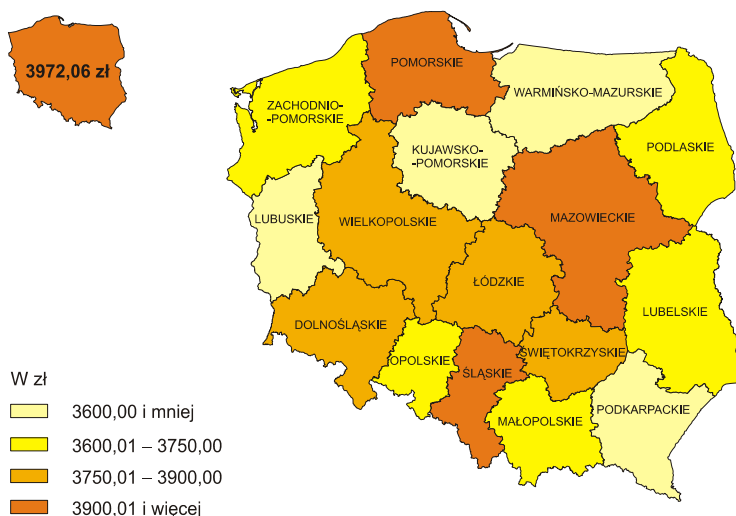 3972,06 zł
POMORSKIE
WARMIŃSKO-MAZURSKIE
ZACHODNIO-
-POMORSKIE
KUJAWSKO-
-POMORSKIE
PODLASKIE
LUBUSKIE
WIELKOPOLSKIE
MAZOWIECKIE
ŁÓDZKIE
LUBELSKIE
DOLNOŚLĄSKIE
OPOLSKIE
ŚLĄSKIE
ŚWIĘTOKRZYSKIE
MAŁOPOLSKIE
PODKARPACKIE
W zł
3600,00 i mniej
3600,01 – 3750,00
3750,01 – 3900,00
3900,01 i więcej